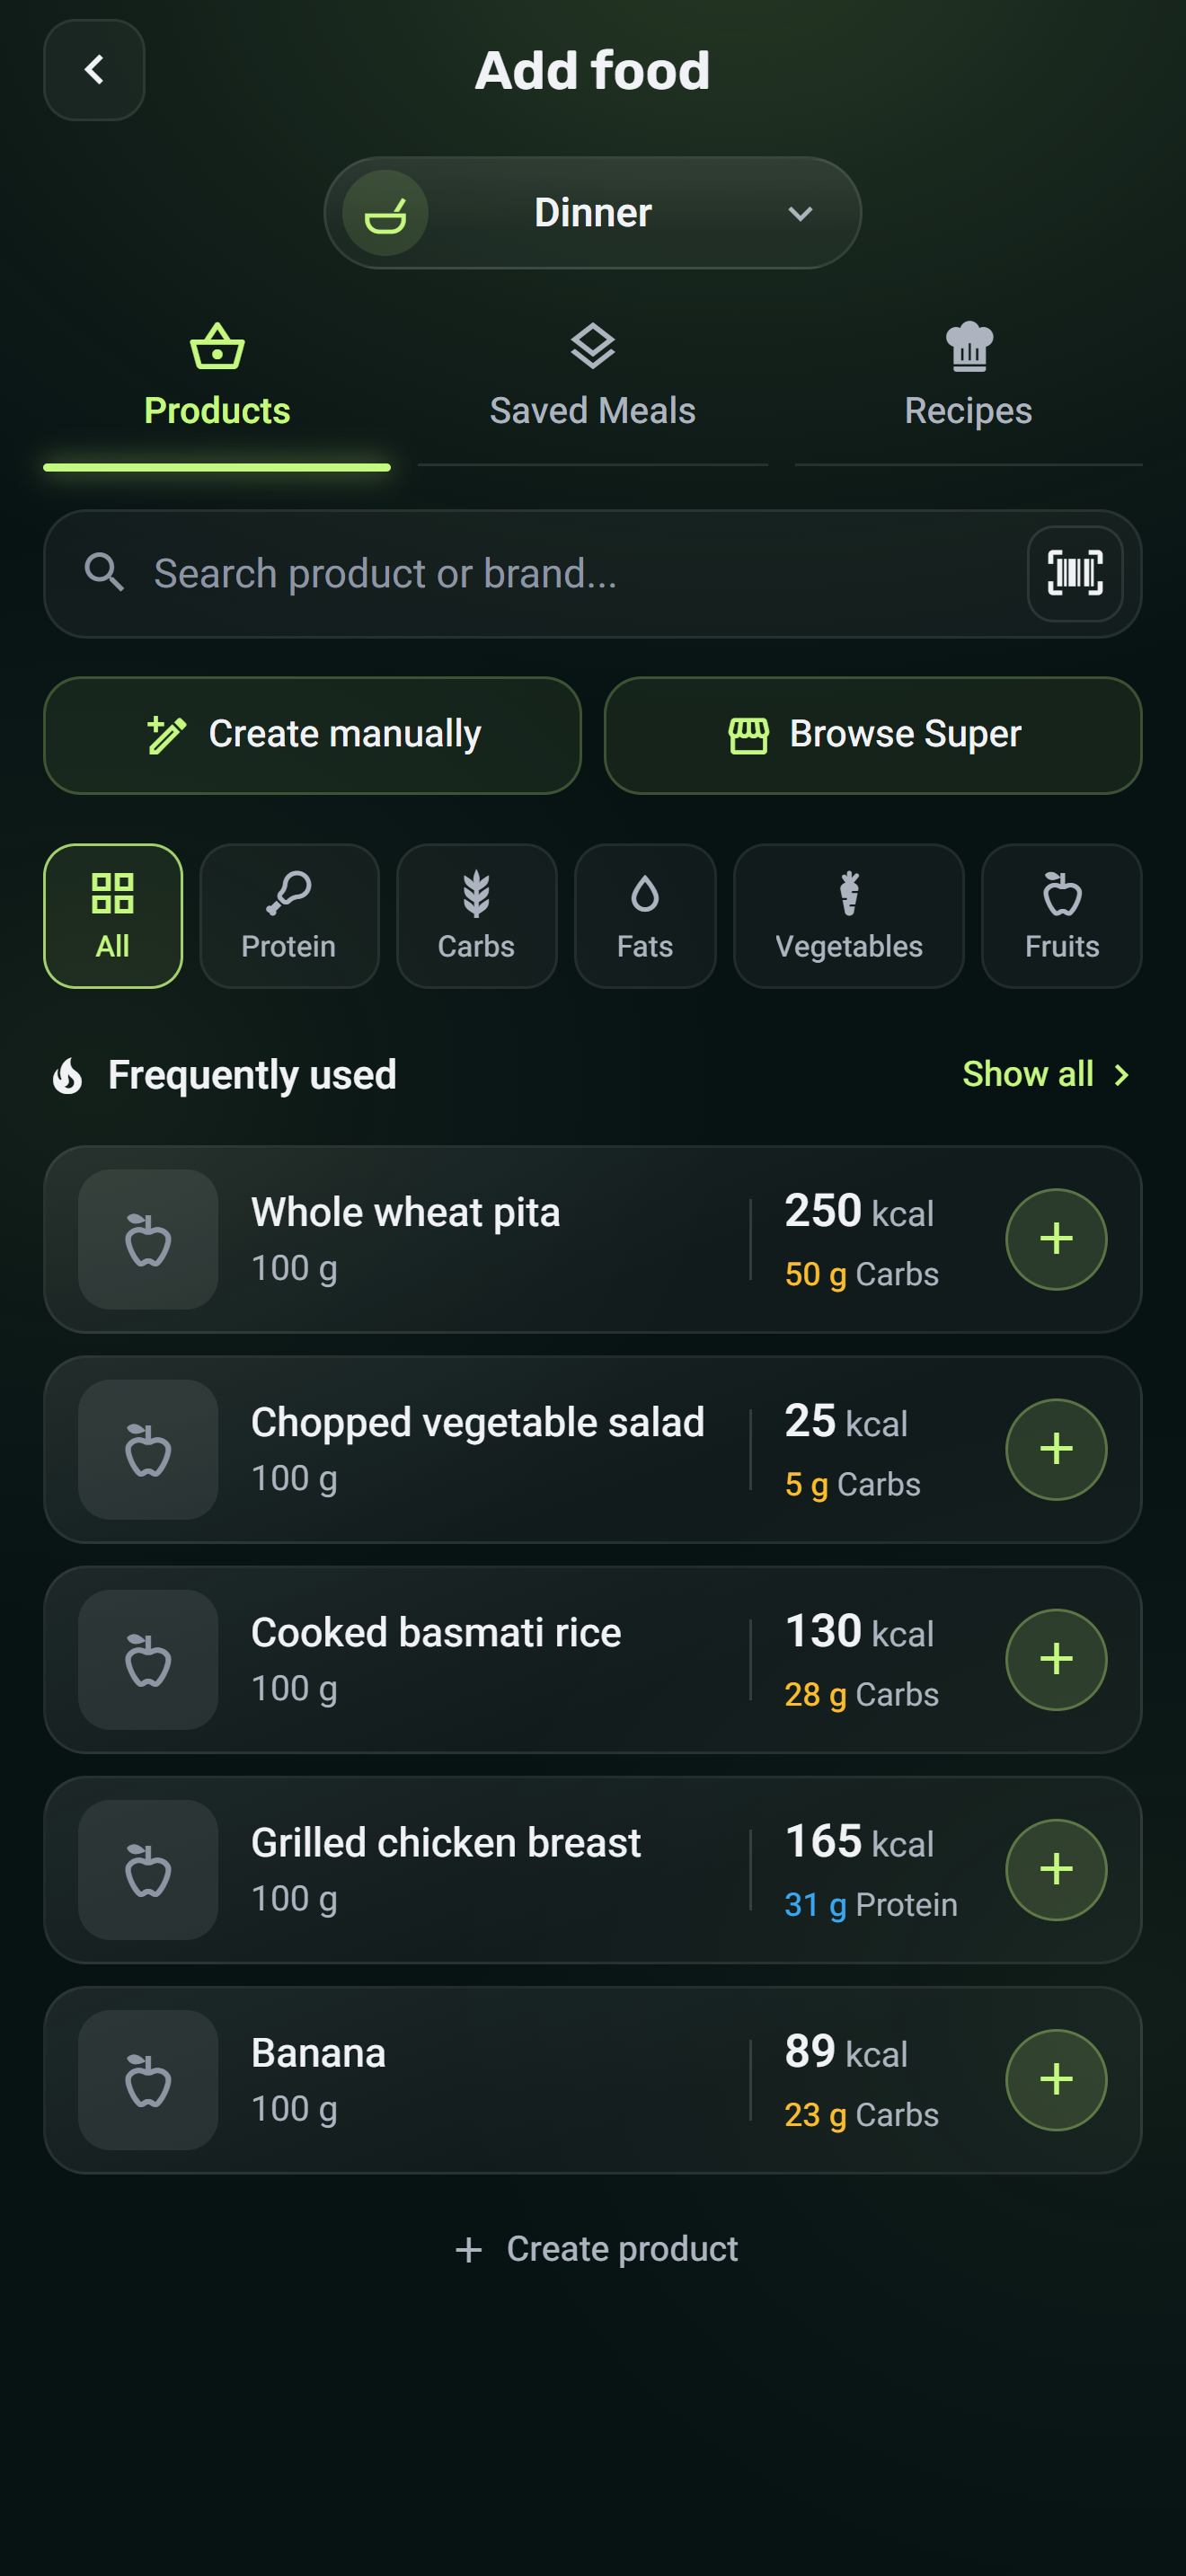 Add food
Dinner
Products
Saved Meals
Recipes
Search product or brand...
Create manually
Browse Super
All
Protein
Carbs
Fats
Vegetables
Fruits
Frequently used
Show all
Whole wheat pita
100 g
250 kcal
50 g Carbs
Chopped vegetable salad
100 g
25 kcal
5 g Carbs
Cooked basmati rice
100 g
130 kcal
28 g Carbs
Grilled chicken breast
100 g
165 kcal
31 g Protein
Banana
100 g
89 kcal
23 g Carbs
+ Create product